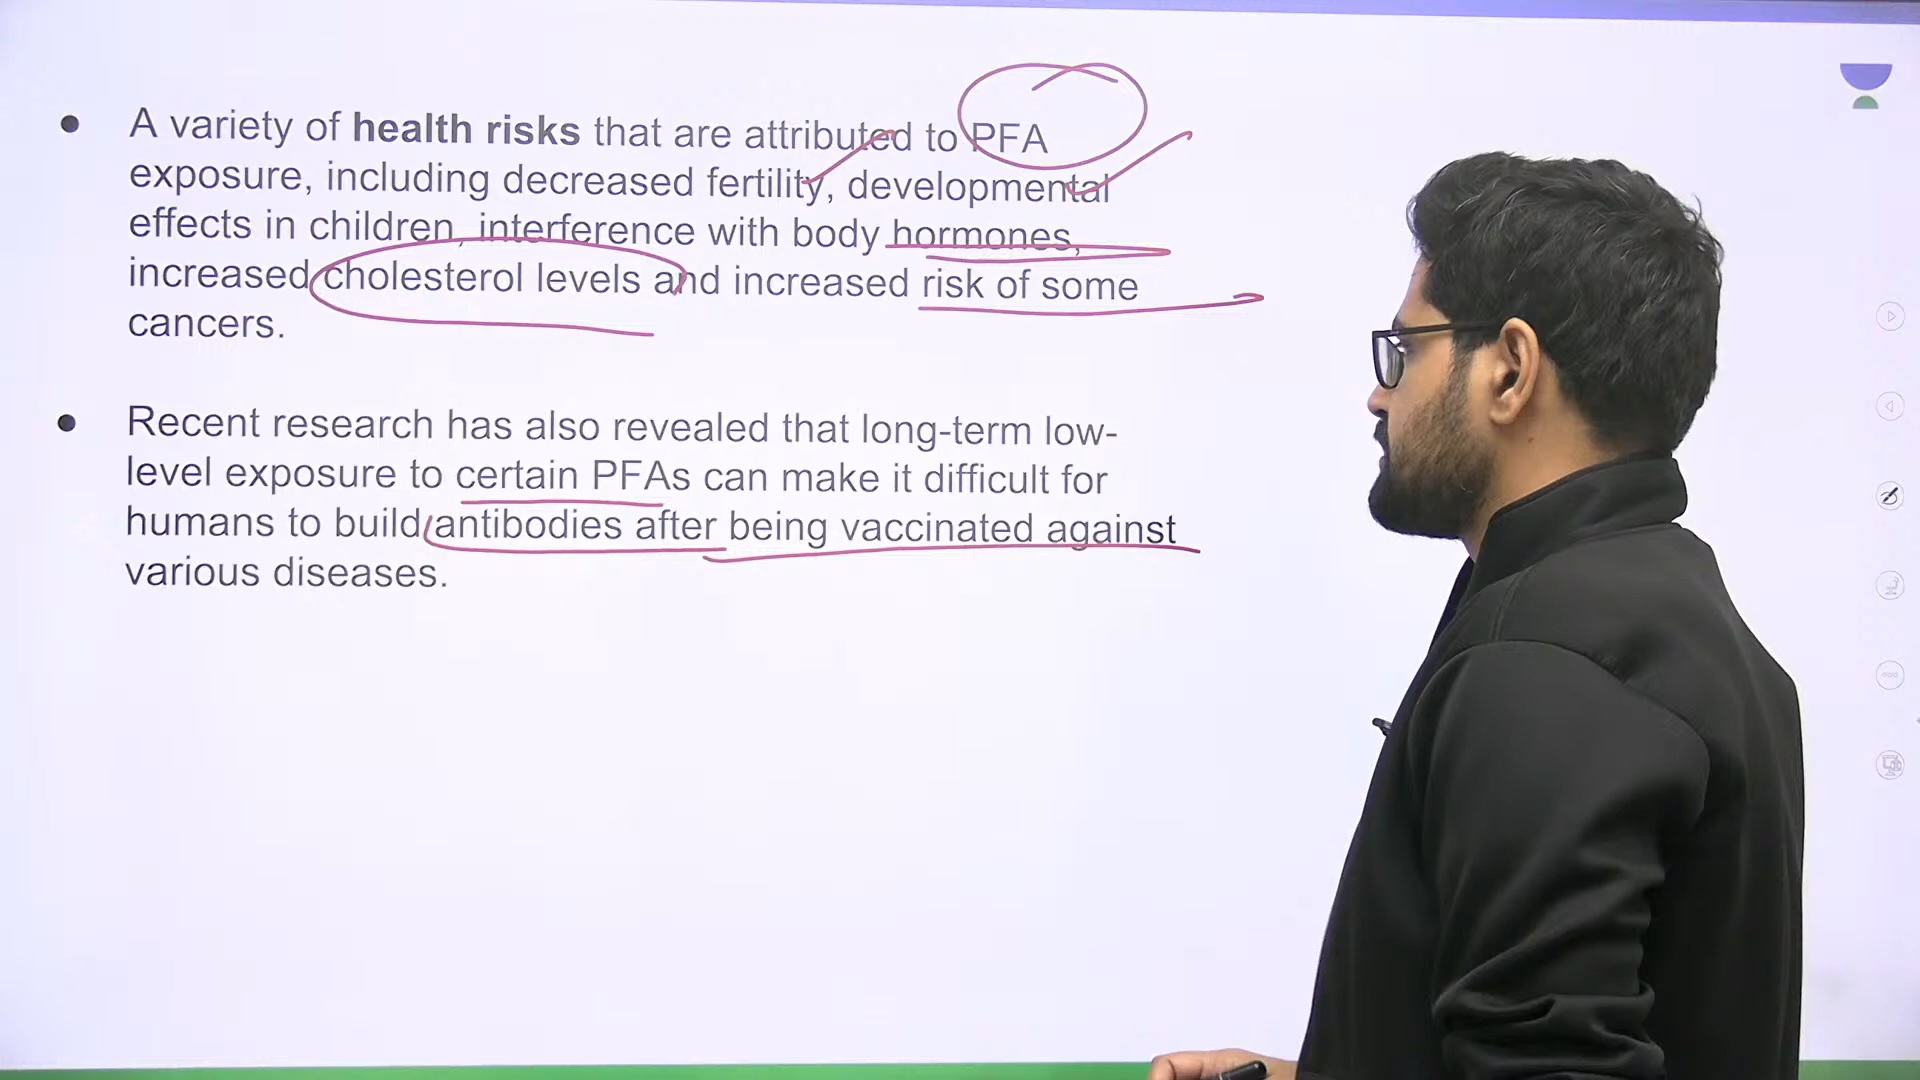 A variety of health risks that are attributed to PFA
exposure, including decreased fertility, developmental
effects in children, interference with body hormones,
increased cholesterol levels and increased risk of some
cancers.
Recent research has also revealed that long-term low-
level exposure to certain PFAs can make it difficult for
humans to build antibodies after being vaccinated against
various diseases.